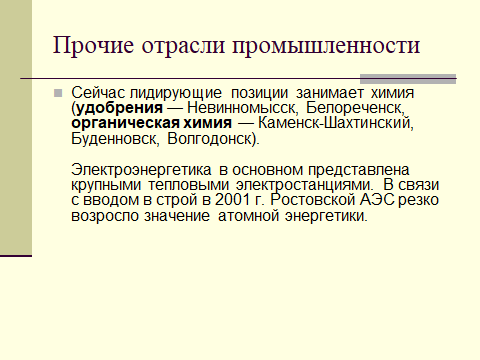 Прочие отрасли промышленности
Сейчас лидирующие позиции занимает химия
(удобрения — Невинномысск, Белореченск,
органическая химия — Каменск-Шахтинский,
Буденновск, Волгодонск).
Электроэнергетика в основном представлена
крупными тепловыми электростанциями. В связи
с вводом в строй в 2001 г. Ростовской АЭС резко
возросло значение атомной энергетики.